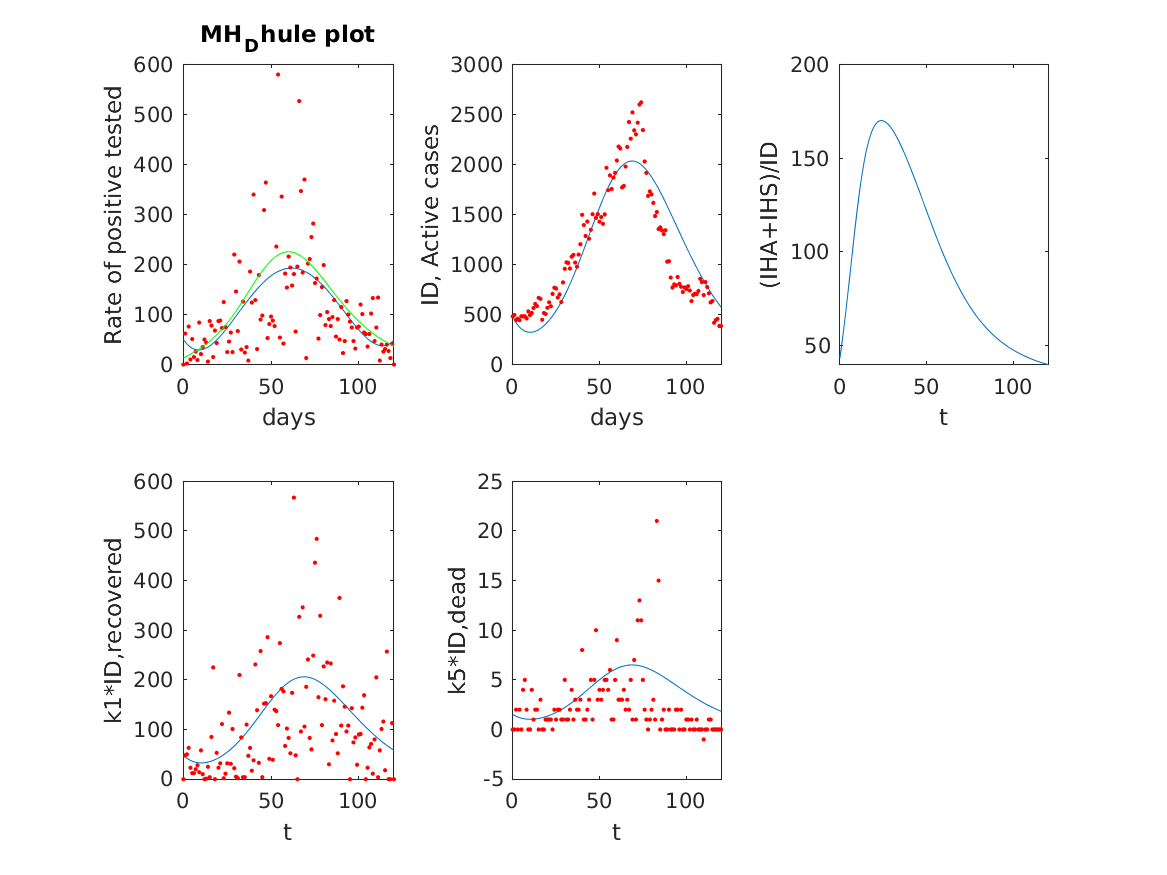 MH_Dhule plot
600
500
400
300
200
100
0
Rate of positive tested
0 50 100
days
3000
2500
2000
1500
1000
500
0
ID, Active cases
0 50 100
days
200
150
100
50
(IHA+IHS)/ID
0 50 100
t
600
500
400
300
200
100
0
k1*ID,recovered
0 50 100
t
25
20
15
10
5
0
-5
k5*ID,dead
0 50 100
t